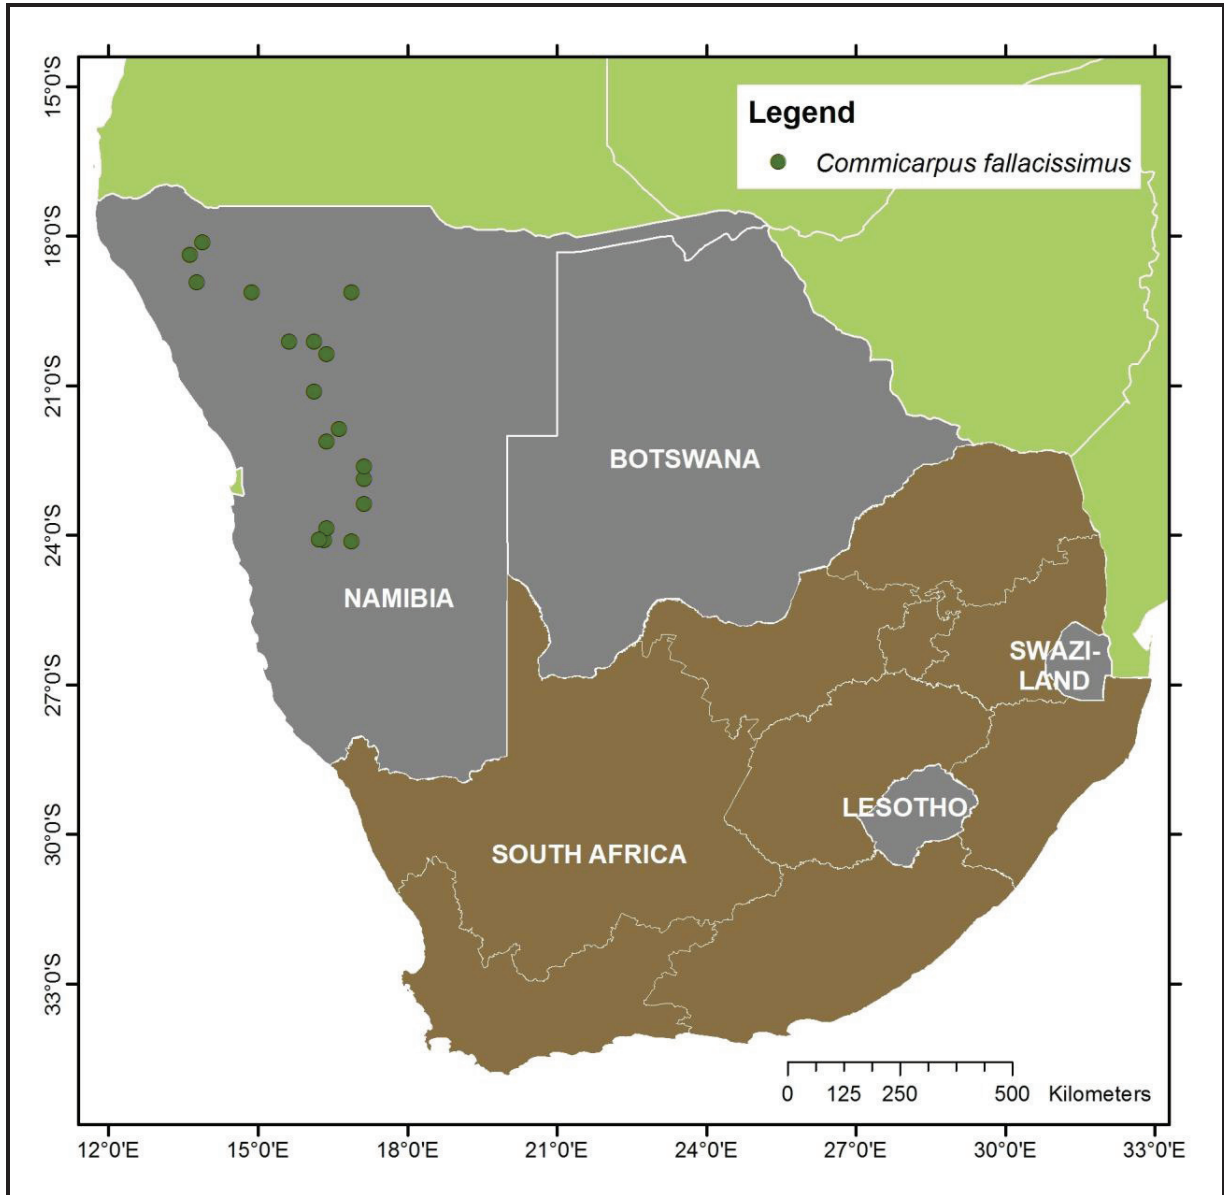 Legend
Commicarpus fallacissimus
15°0'S
18°0'S
21°0'S
24°0'S
27°0'S
30°0'S
33°0'S
BOTSWANA
NAMIBIA
SWAZI-
LAND
LESOTHO
SOUTH AFRICA
0 125 250 500 Kilometers
12°0'E 15°0'E 18°0'E 21°0'E 24°0'E 27°0'E 30°0'E 33°0'E